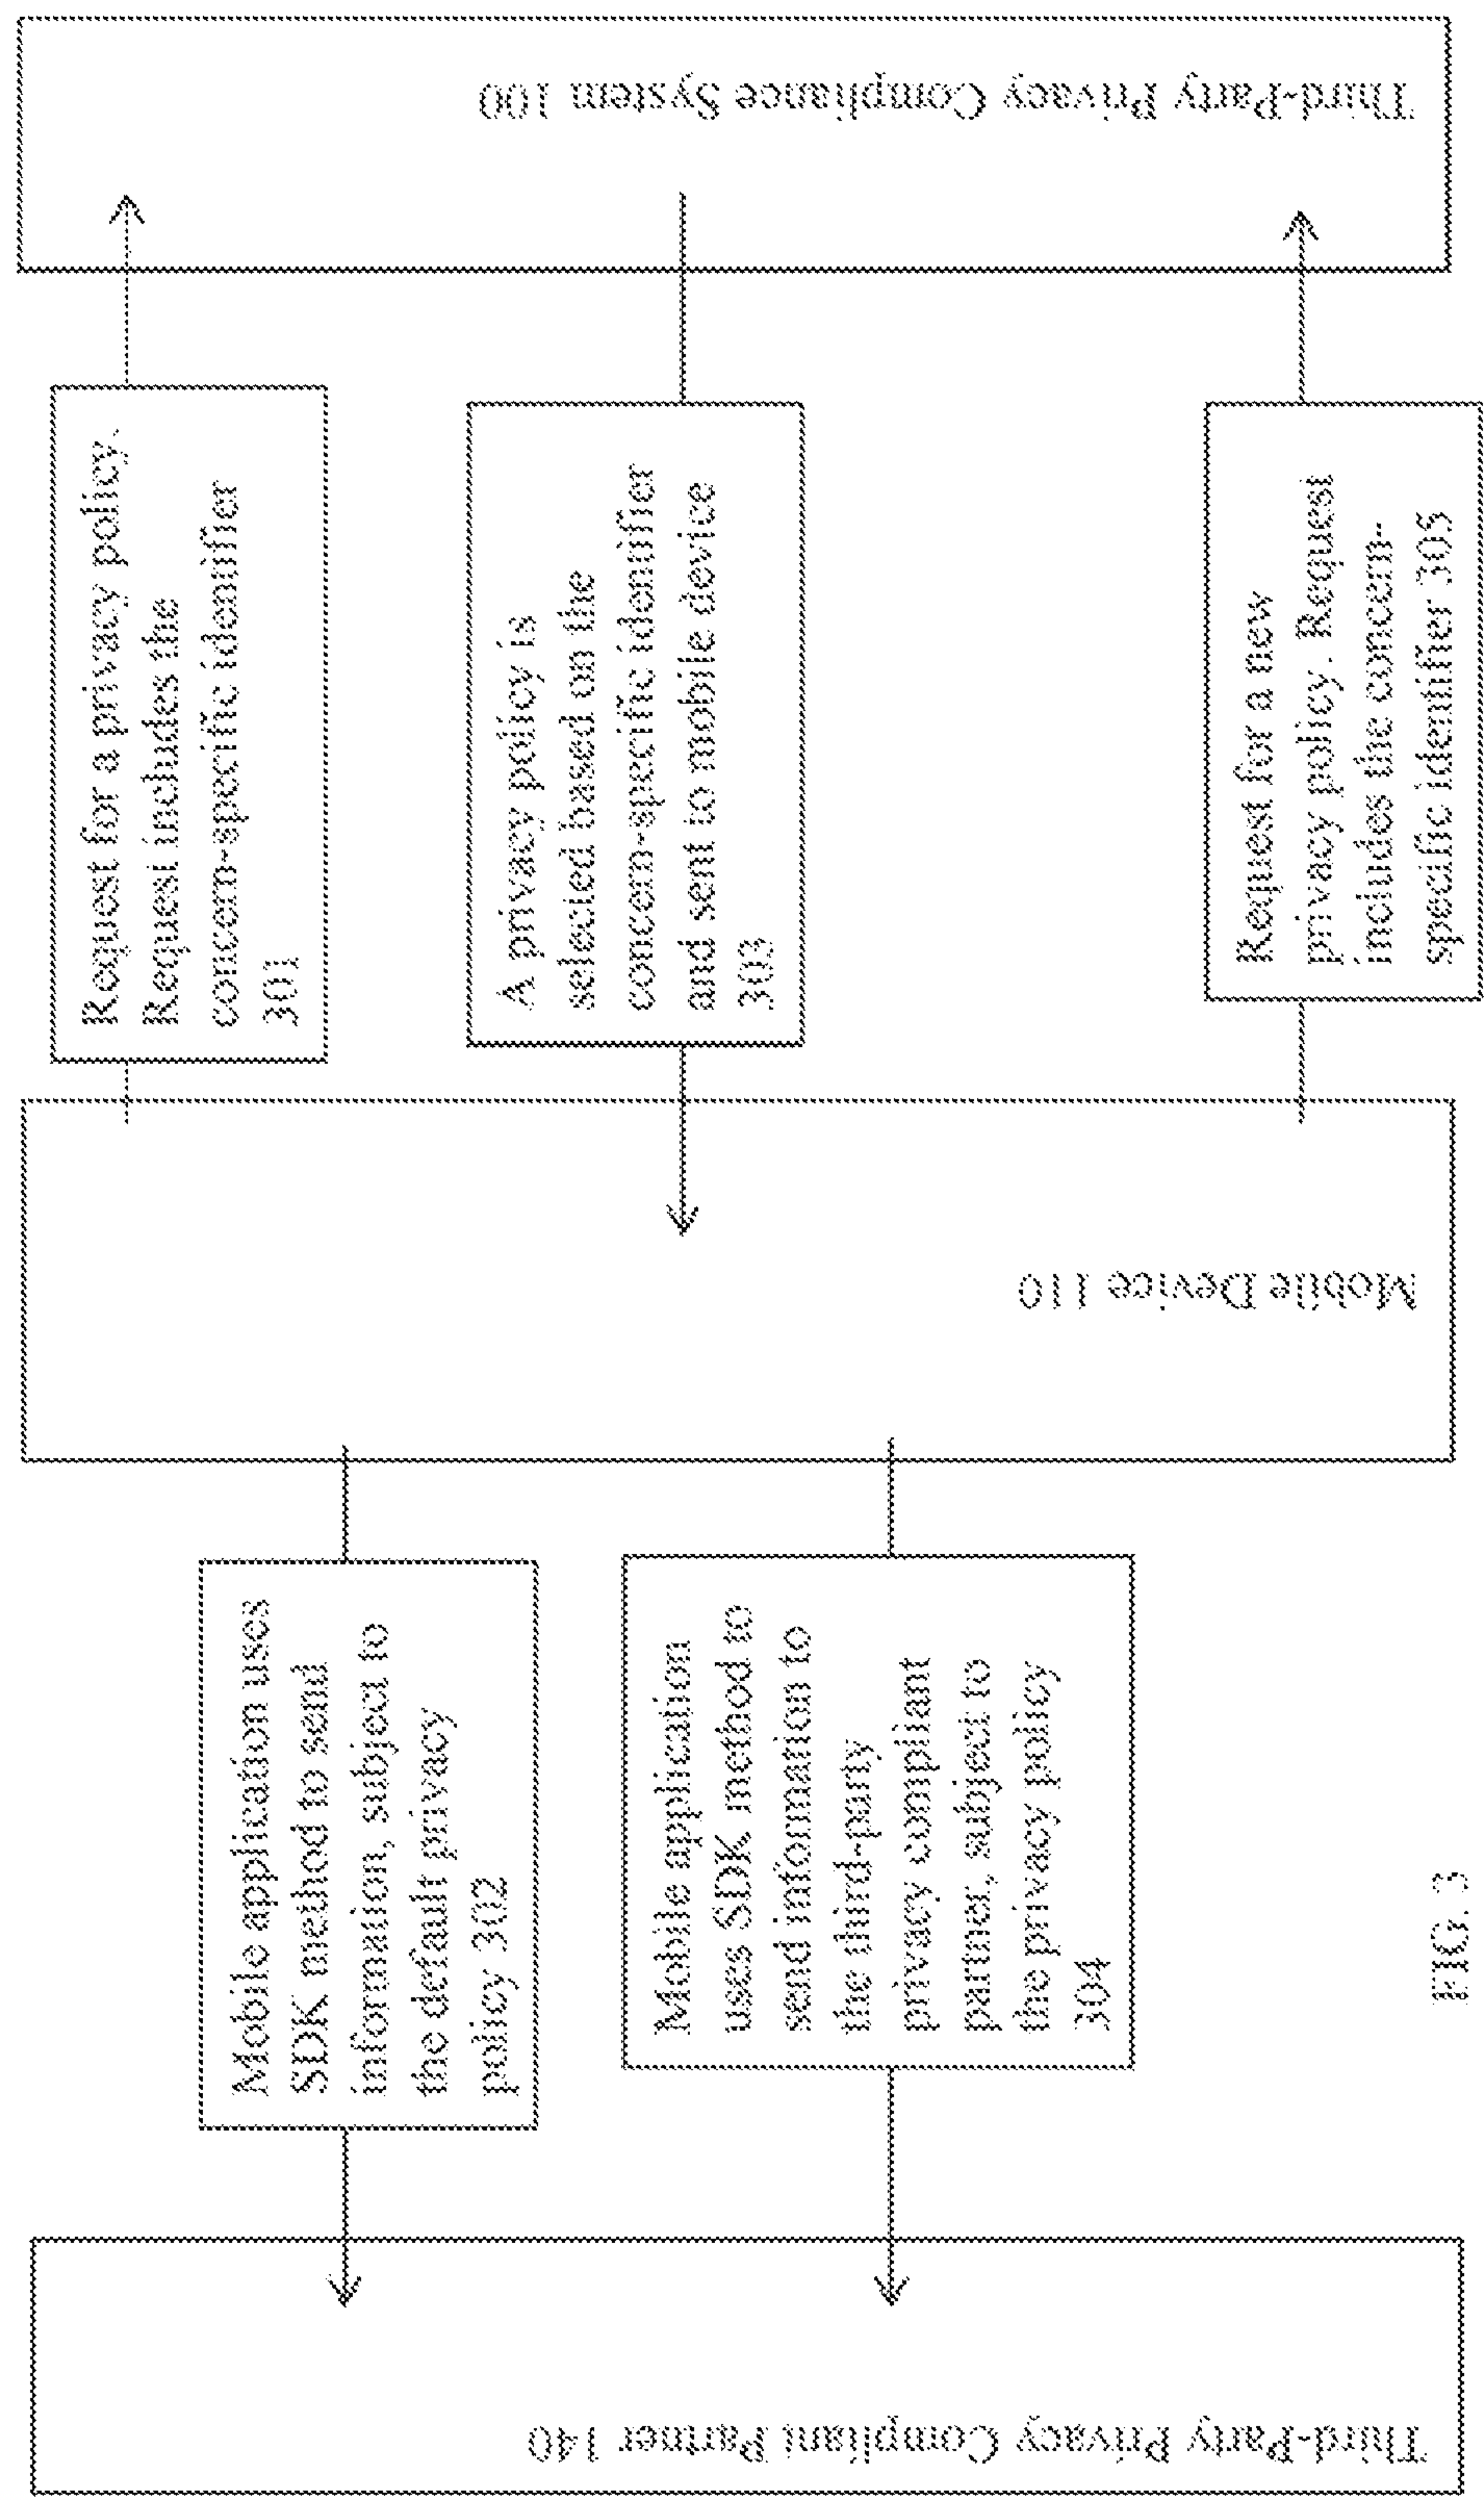 Third-Party Privacy Compliant Partner 140
Mobile application uses
SDK method to send
information, subject to
the default privacy
policy 302
Mobile application
uses SDK method to
send information to
the third-party
privacy compliant
partner, subject to
the privacy policy
304
Mobile Device 110
Request for a privacy policy.
Request includes the
concern-specific identifier
301
A privacy policy is
selected based on the
concern-specific identifier
and sent to mobile device
303
Request for a new
privacy policy. Request
includes the concern-
specific identifier 305
Third-Party Privacy Compliance System 100
FIG. 3